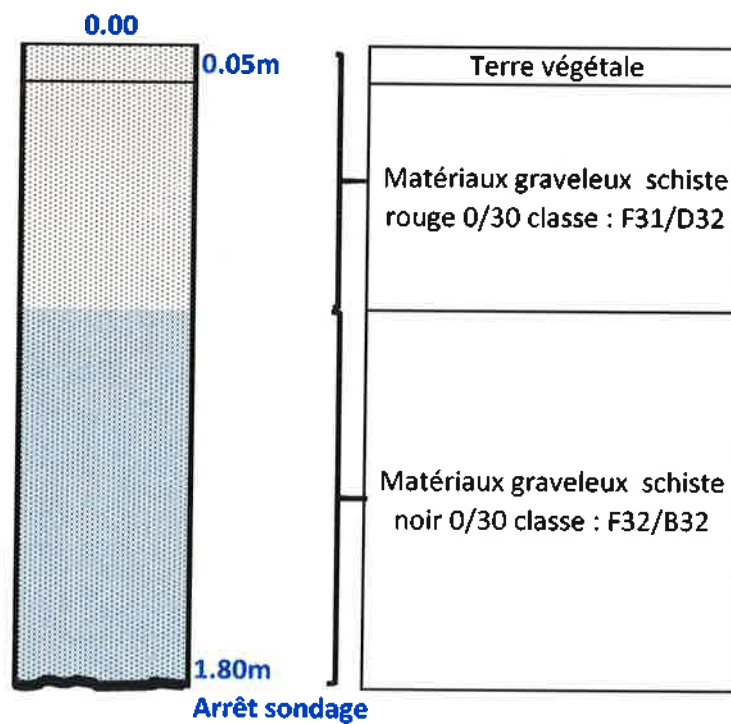 0.00
0.05m
Terre végétale
Matériaux graveleux schiste
rouge 0/30 classe : F31/D32
Matériaux graveleux schiste
noir 0/30 classe : F32/B32
1.80m
Arrêt sondage